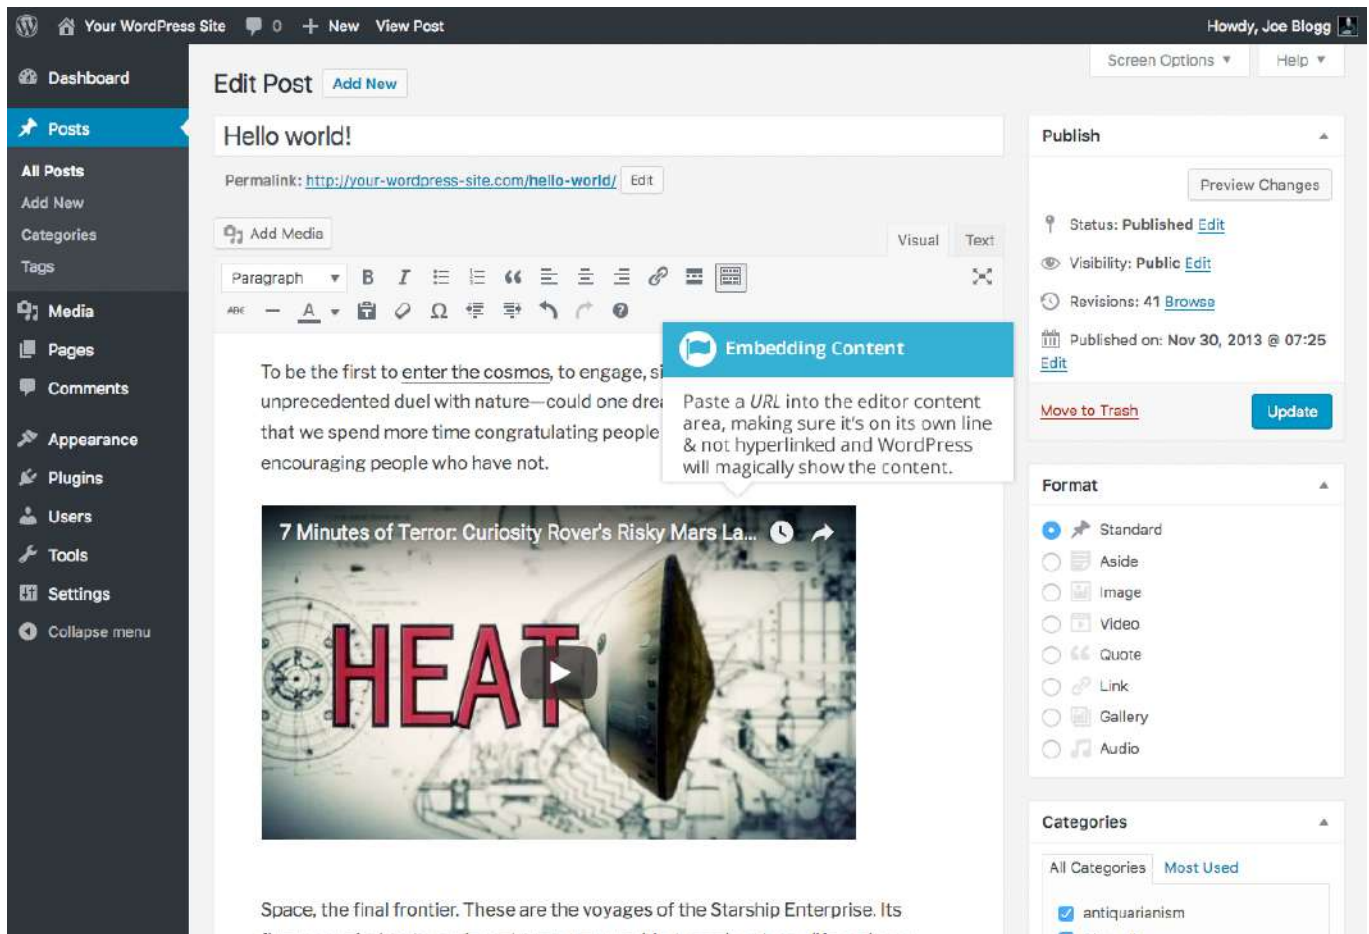 Your WordPress Site 0 New View Post Howdy, Joe Blogg
Dashboard
Posts
All Posts
Add New
Categories
Tags
Media
Pages
Comments
Appearance
Plugins
Users
Tools
Settings
Collapse menu
Screen Options Help
Edit Post Add New
Hello world!
Permalink: http://your-wordpress-site.com/hello-world/ Edit
Add Media
Visual Text
Paragraph B I
ABC A Ω
To be the first to enter the cosmos, to engage, si
unprecedented duel with nature—could one drea
that we spend more time congratulating people
encouraging people who have not.
Embedding Content
Paste a URL into the editor content
area, making sure it's on its own line
& not hyperlinked and WordPress
will magically show the content.
7 Minutes of Terror: Curiosity Rover's Risky Mars La...
HEAT
Space, the final frontier. These are the voyages of the Starship Enterprise. Its
Publish
Preview Changes
Status: Published Edit
Visibility: Public Edit
Revisions: 41 Browse
Published on: Nov 30, 2013 @ 07:25
Edit
Move to Trash Update
Format
Standard
Aside
Image
Video
Quote
Link
Gallery
Audio
Categories
All Categories Most Used
antiquarianism